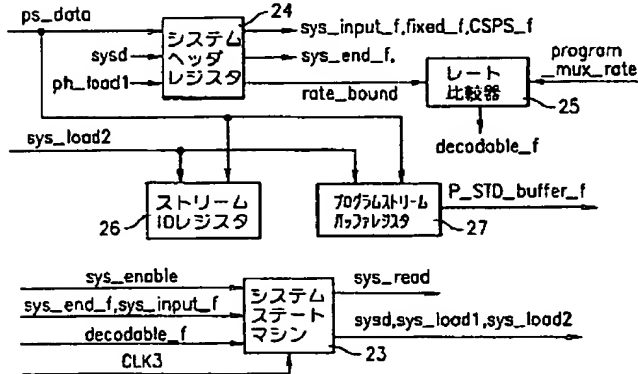 ps_data
システム
ヘッダ
レジスタ
24
sys_input_f,fixed_f,CSPS_f
sysd
sys_end_f.
ph_load1
rate_bound
レート
比較器
25
program
_mux_rate
decodable_f
sys_load2
ストリーム
IDレジスタ
26
プログラムストリーム
バッファレジスタ
27
P_STD_buffer_f
sys_enable
システム
ステート
マシン
23
sys_read
sys_end_f,sys_input_f
sysd,sys_load1,sys_load2
decodable_f
CLK3